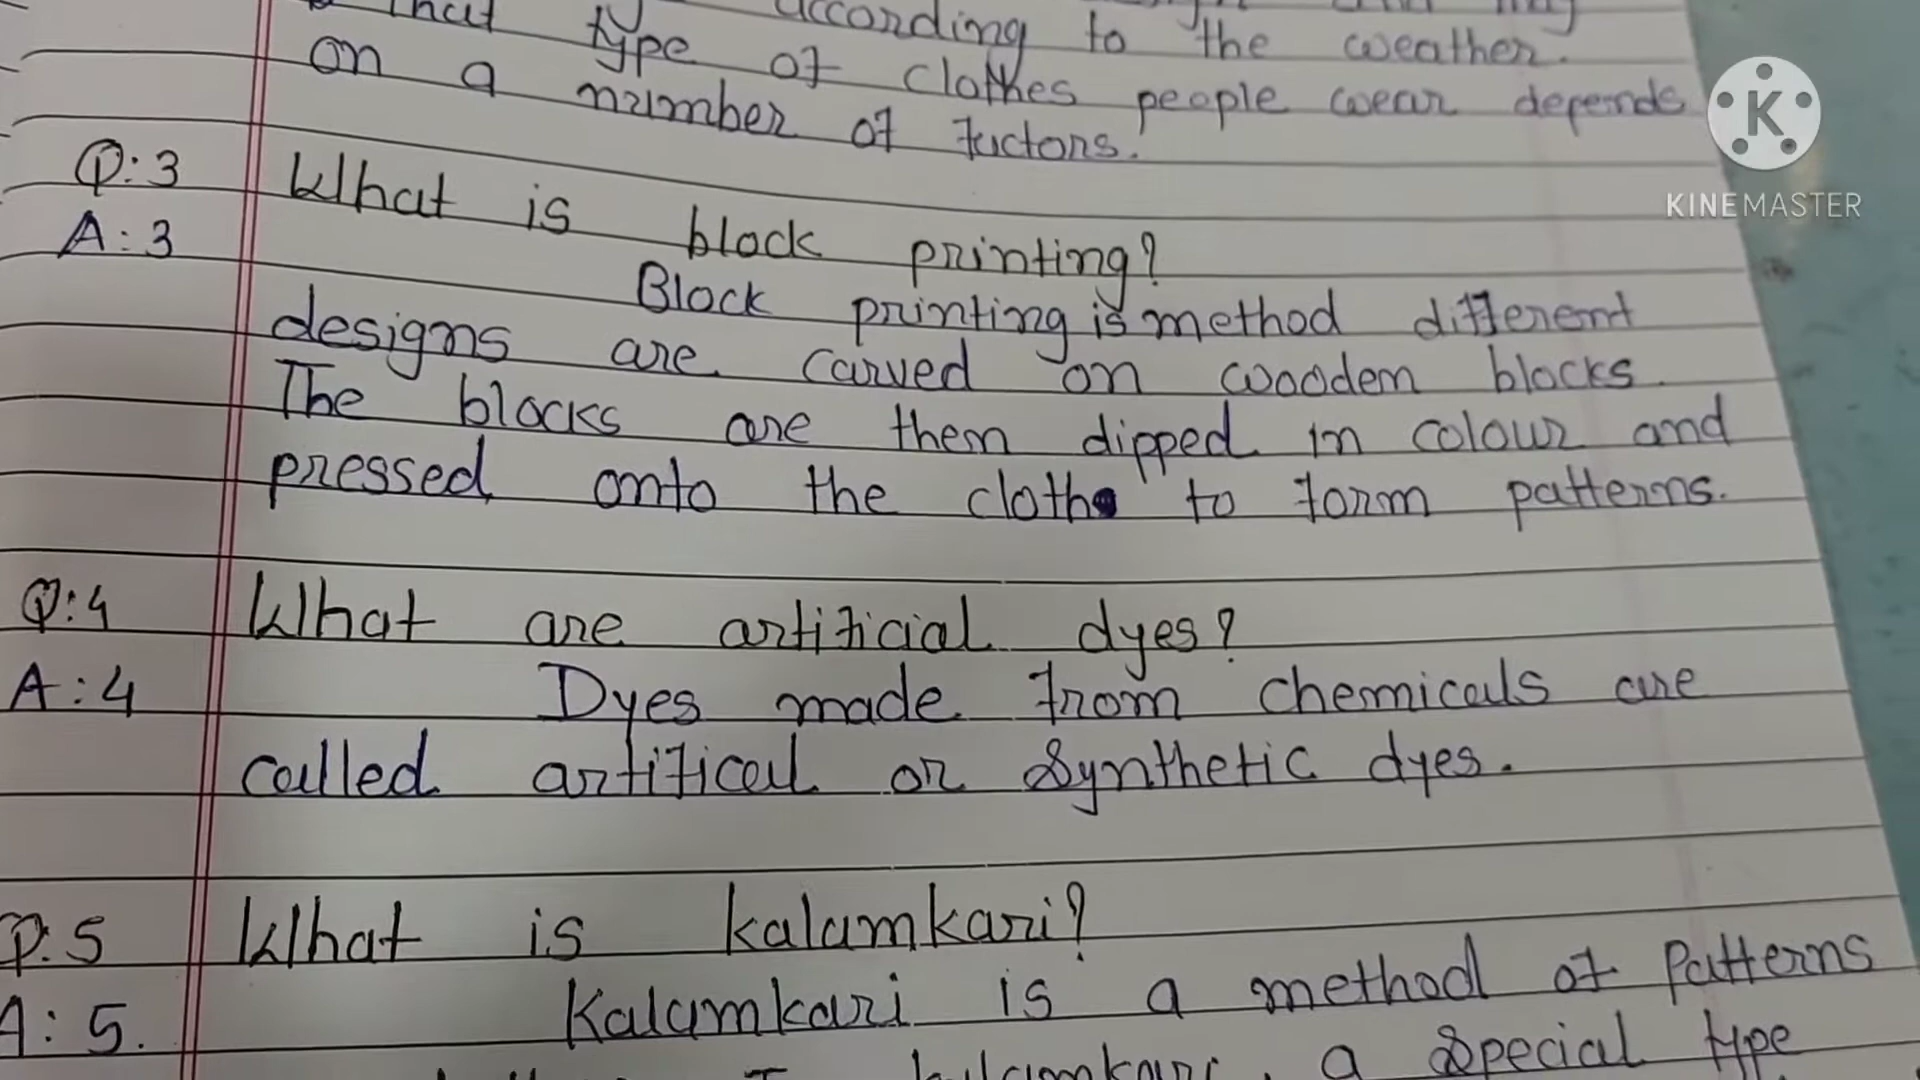 That type according to the weather.
on a type of clothes people wear depends
number of factors.
Q:3 What is block printing?
A:3 Block printing is method different
designs are carved on wooden blocks.
The blocks are then dipped in colour and
pressed onto the cloth to form patterns.
Q:4 What are artificial dyes?
A:4 Dyes made from chemicals are
called artifical or synthetic dyes.
Q.5 What is kalamkari?
A:5. Kalamkari is a method of Patterns
kalamkari, a special type
K
KINEMASTER